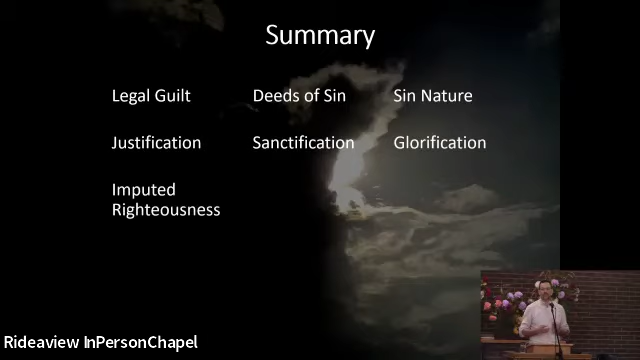 Summary
Legal Guilt Deeds of Sin Sin Nature
Justification Sanctification Glorification
Imputed
Righteousness
Rideaview InPersonChapel